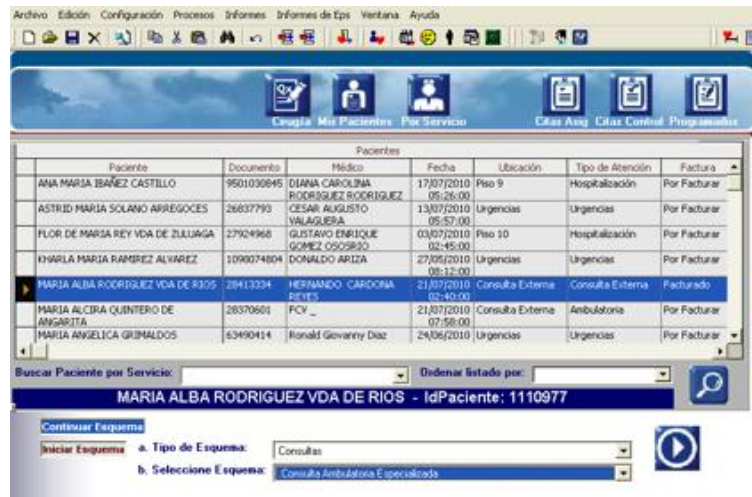 Archivo Edición Configuración Procesos Informes Informes de Eps Ventana Ayuda
Cirugía Mis Pacientes Por Servicio Citas Asig Citas Control Programados
Pacientes
Paciente Documento Médico Fecha Ubicación Tipo de Atención Factura
ANA MARIA IBAÑEZ CASTILLO 9501030845 DIANA CAROLINA RODRIGUEZ RODRIGUEZ 17/07/2010 05:26:00 Piso 9 Hospitalización Por Facturar
ASTRID MARIA SOLANO ARREGOCES 26837793 CESAR AUGUSTO VALAGUERA 13/07/2010 05:57:00 Urgencias Urgencias Por Facturar
FLOR DE MARIA REY VDA DE ZULUAGA 27924968 GUSTAVO ENRIQUE GOMEZ OSOSRIO 03/07/2010 02:45:00 Piso 10 Hospitalización Por Facturar
KHARLA MARIA RAMIREZ ALVAREZ 1098074804 DONALDO ARIZA 27/05/2010 08:12:00 Urgencias Urgencias Por Facturar
MARIA ALBA RODRIGUEZ VDA DE RIOS 28413334 HERNANDO CARDONA REYES 21/07/2010 02:40:00 Consulta Externa Consulta Externa Facturado
MARIA ALCIRA QUINTERO DE ANGARITA 28370601 FCV _ 21/07/2010 07:58:00 Consulta Externa Ambulatoria Por Facturar
MARIA ANGELICA GRIMALDOS 63490414 Ronald Giovanny Diaz 24/06/2010 Urgencias Urgencias Por Facturar
Buscar Paciente por Servicio: Ordenar listado por:
MARIA ALBA RODRIGUEZ VDA DE RIOS - IdPaciente: 1110977
Continuar Esquema
Iniciar Esquema a. Tipo de Esquema: Consultas
b. Seleccione Esquema: Consulta Ambulatoria Especializada